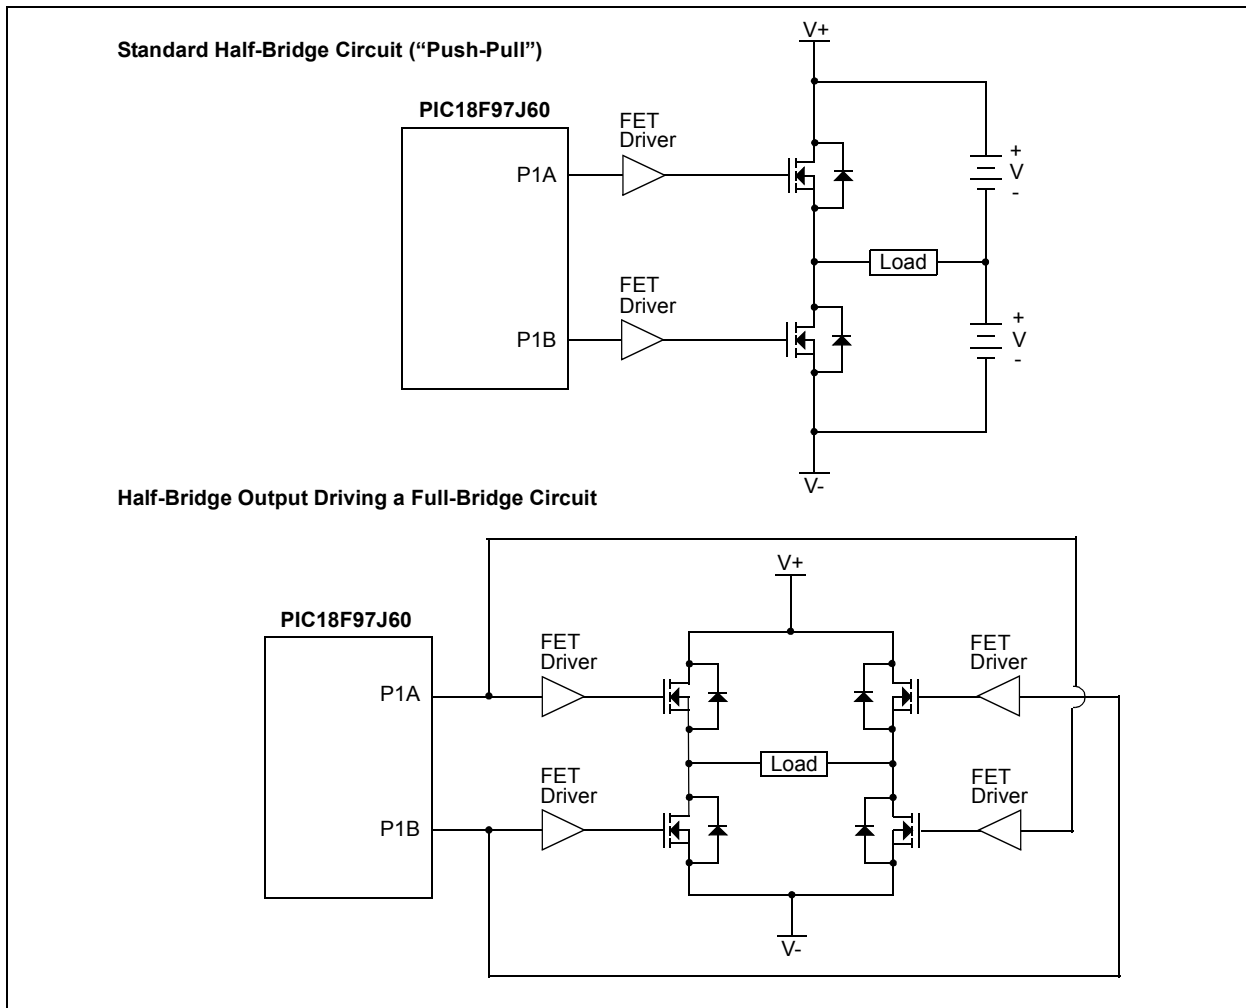 Standard Half-Bridge Circuit (“Push-Pull”)
V+
PIC18F97J60
FET
Driver
P1A
+
V
-
Load
FET
Driver
P1B
+
V
-
V-
Half-Bridge Output Driving a Full-Bridge Circuit
V+
PIC18F97J60
FET
Driver
FET
Driver
P1A
Load
FET
Driver
FET
Driver
P1B
V-